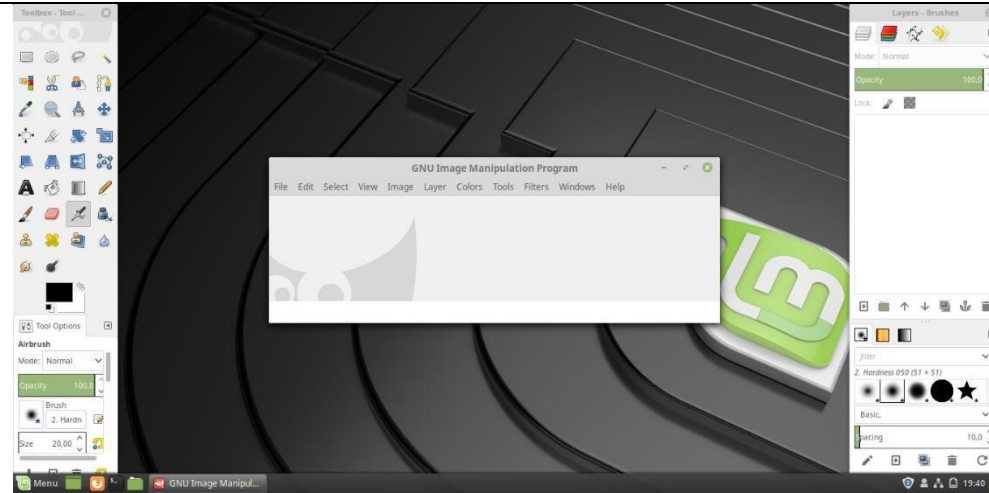 Toolbox - Tool ...
Layers - Brushes
Mode: Normal
Opacity 100,0
Lock:
GNU Image Manipulation Program
File Edit Select View Image Layer Colors Tools Filters Windows Help
Tool Options
Airbrush
Mode: Normal
Opacity 100.0
Brush
2. Hardn
Size 20.00
filter
2. Hardness 050 (51 × 51)
Basic,
pacing 10,0
Menu
GNU Image Manipul...
19:40